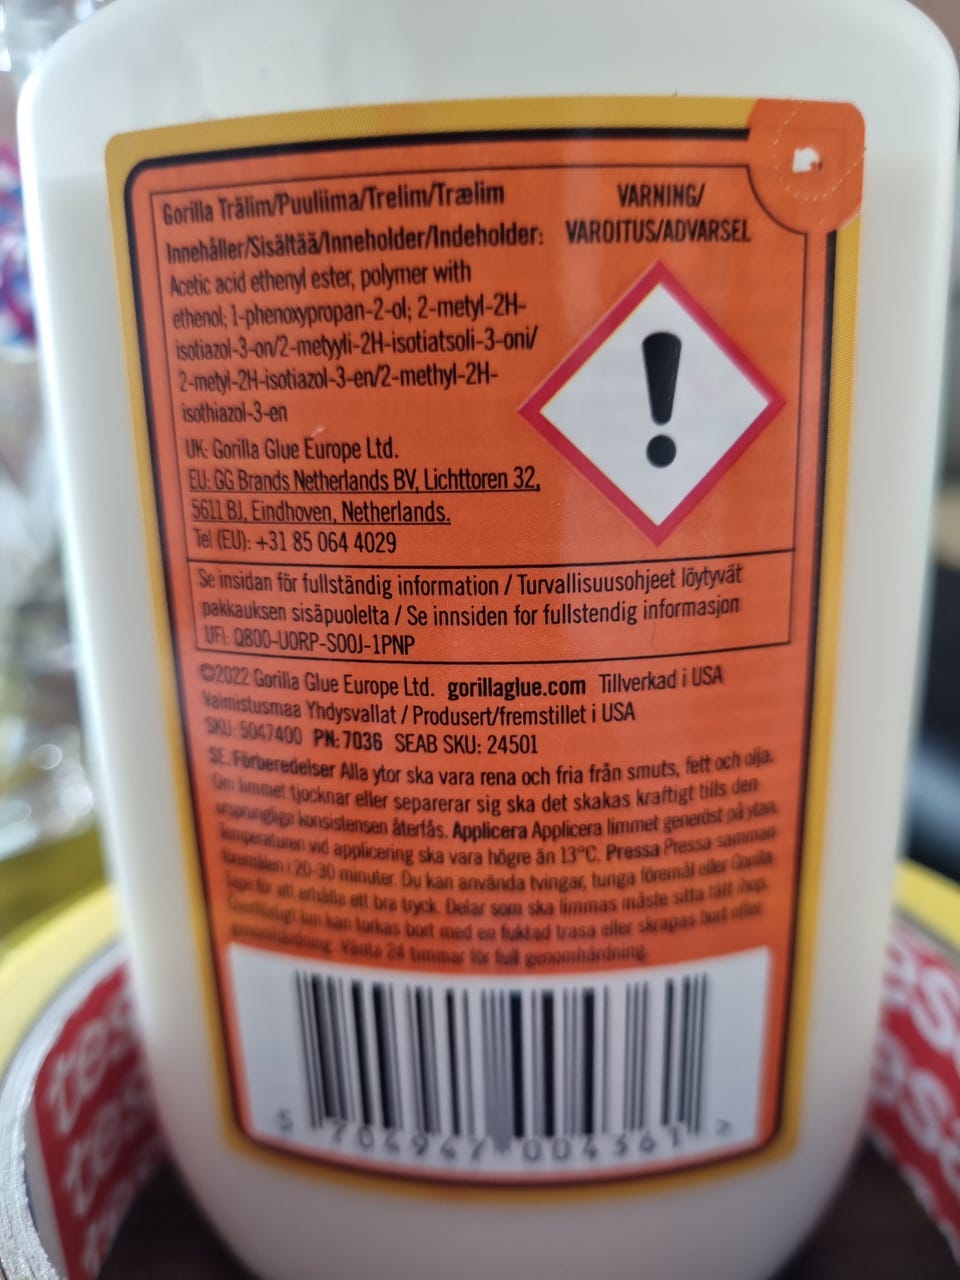 Gorilla Trälim/Puuliima/Trelim/Trælim
VARNING/
VAROITUS/ADVARSEL
Innehåller/Sisältää/Inneholder/Indeholder:
Acetic acid ethenyl ester, polymer with
ethenol; 1-phenoxypropan-2-ol; 2-metyl-2H-
isotiazol-3-on/2-metyyli-2H-isotiatsoli-3-oni/
2-metyl-2H-isotiazol-3-en/2-methyl-2H-
isothiazol-3-en
UK: Gorilla Glue Europe Ltd.
EU: GG Brands Netherlands BV, Lichttoren 32,
5611 BJ, Eindhoven, Netherlands.
Tel (EU): +31 85 064 4029
Se insidan för fullständig information / Turvallisuusohjeet löytyvät
pakkauksen sisäpuolelta / Se innsiden for fullstendig informasjon
UFI: Q800-U0RP-S00J-1PNP
©2022 Gorilla Glue Europe Ltd. gorillaglue.com Tillverkad i USA
Valmistusmaa Yhdysvallat / Produsert/fremstillet i USA
SKU: 5047400 PN: 7036 SEAB SKU: 24501
SE: Förberedelser Alla ytor ska vara rena och fria från smuts, fett och olja.
Om limmet tjocknar eller separerar sig ska det skakas kraftigt tills den
ursprungliga konsistensen återfås. Applicera Applicera limmet generöst på ytan.
Temperaturen vid applicering ska vara högre än 13°C. Pressa Pressa samman
föremålen i 20-30 minuter. Du kan använda tvingar, tunga föremål eller Gorilla
Tape för att erhålla ett bra tryck. Delar som ska limmas måste sitta tätt ihop.
Överflödigt lim kan torkas bort med en fuktad trasa eller skrapas bort efter
genomhärdning. Vänta 24 timmar för full genomhärdning.
5 704947 004367 >